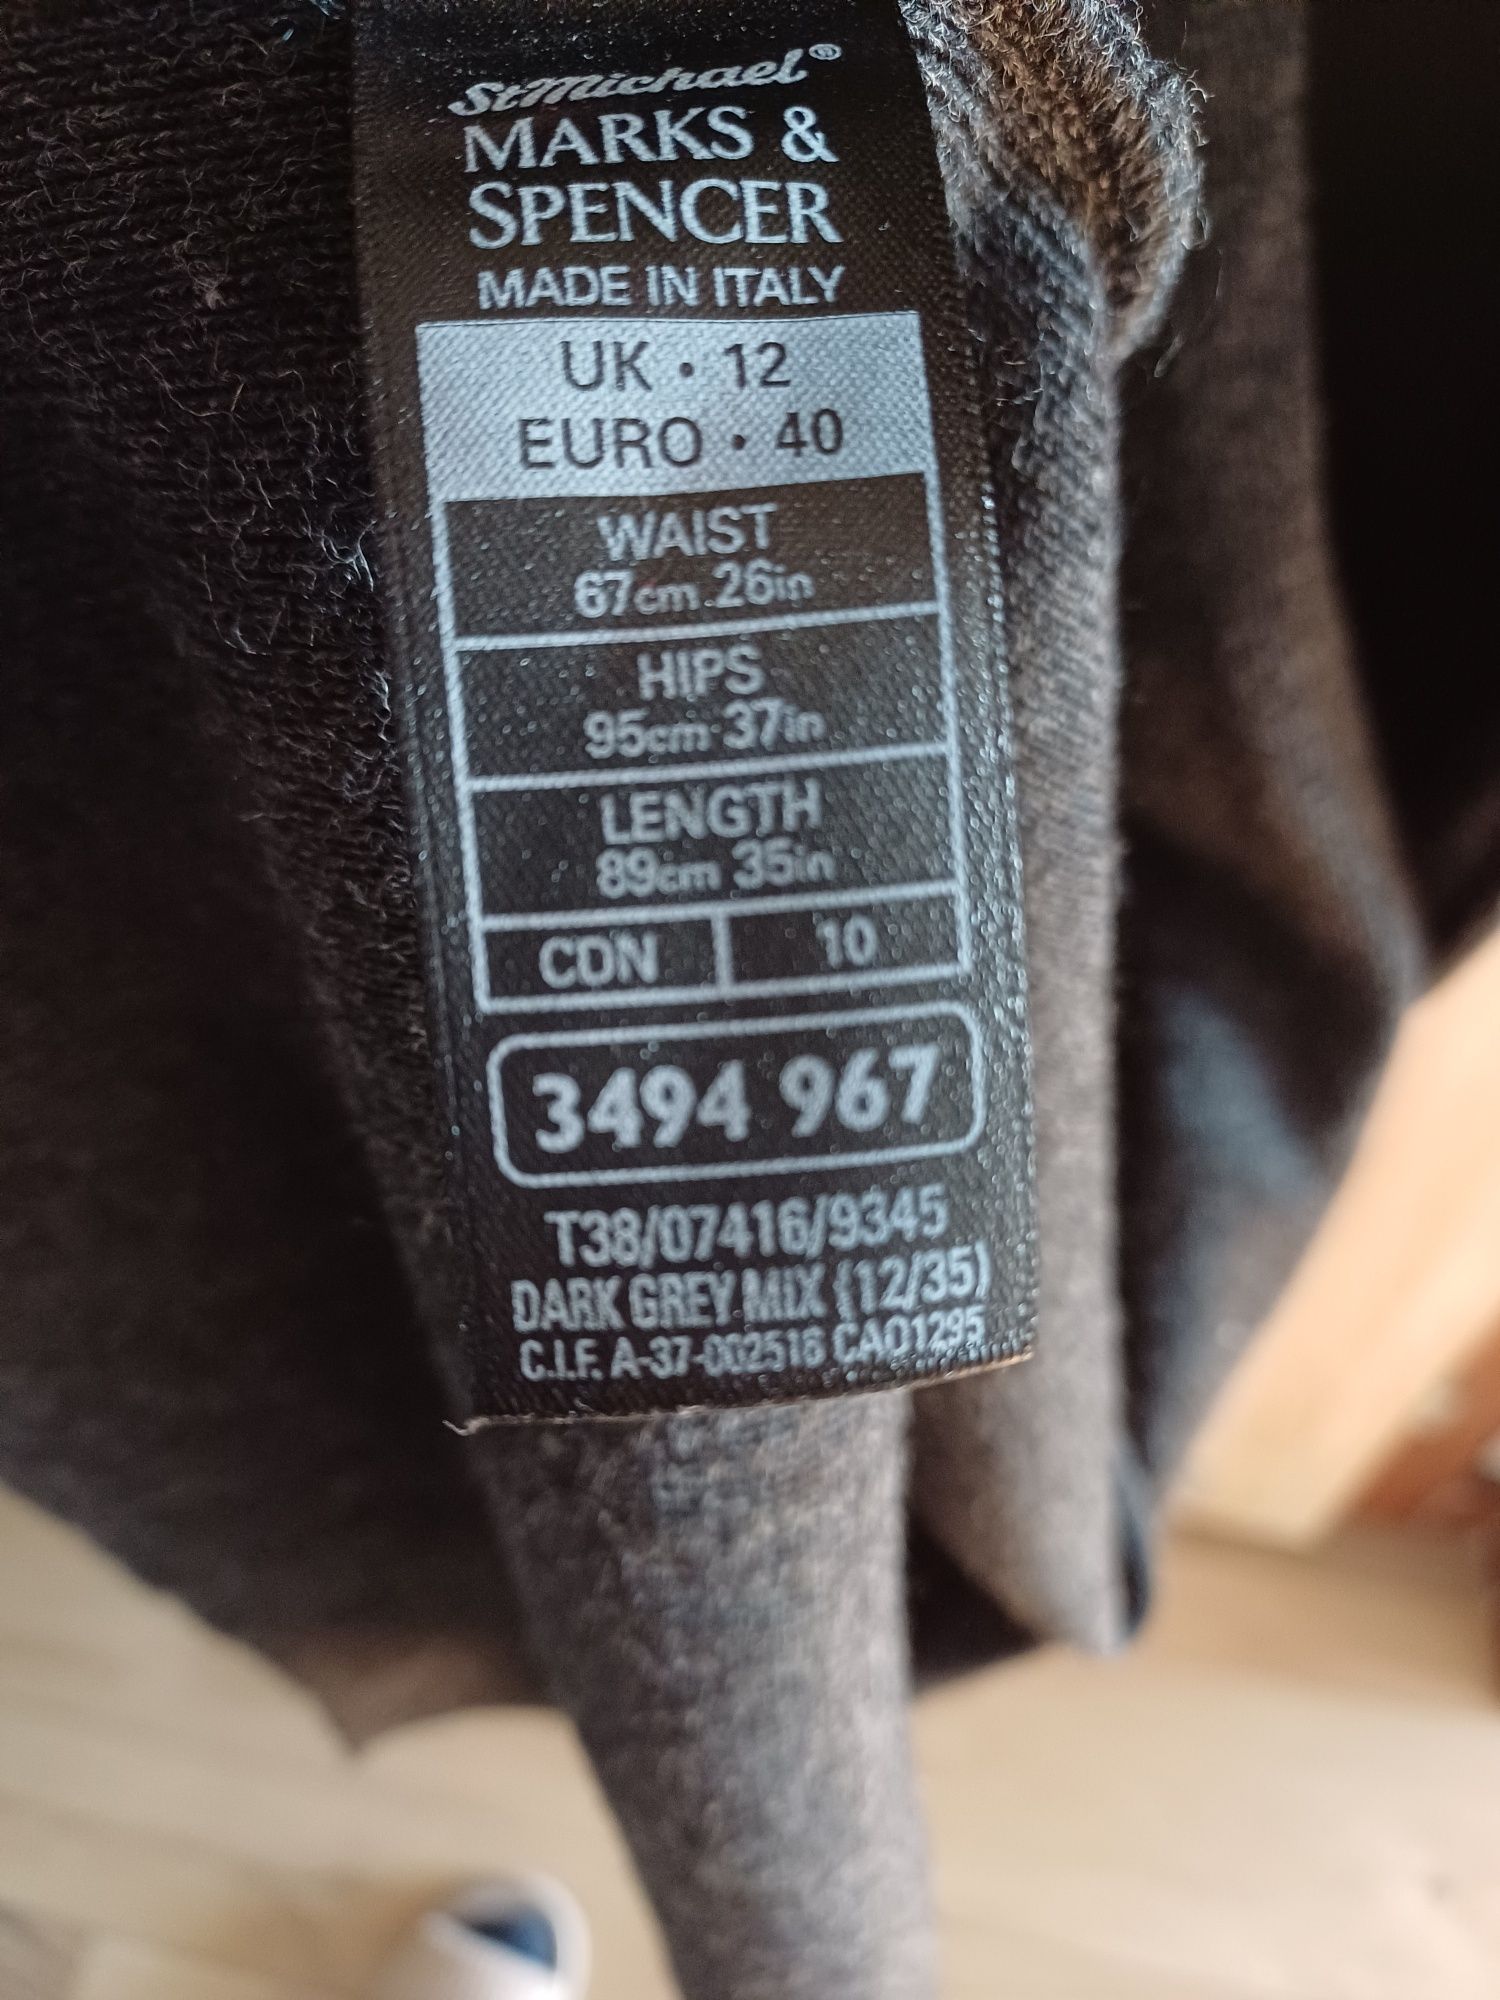 StMichael®
MARKS &
SPENCER
MADE IN ITALY
UK · 12
EURO · 40
WAIST
67cm 26in
HIPS
95cm 37in
LENGTH
89cm 35in
CDN 10
3494 967
T38/07416/9345
DARK GREY MIX (12/35)
C.I.F. A-37-002516 CA01295